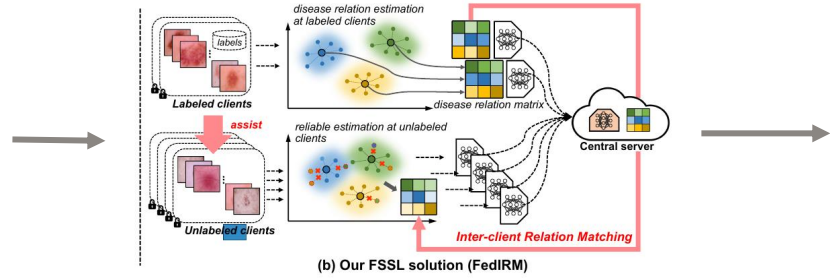 disease relation estimation
at labeled clients
labels
Labeled clients
disease relation matrix
assist
reliable estimation at unlabeled
clients
Central server
Unlabeled clients
Inter-client Relation Matching
(b) Our FSSL solution (FedIRM)